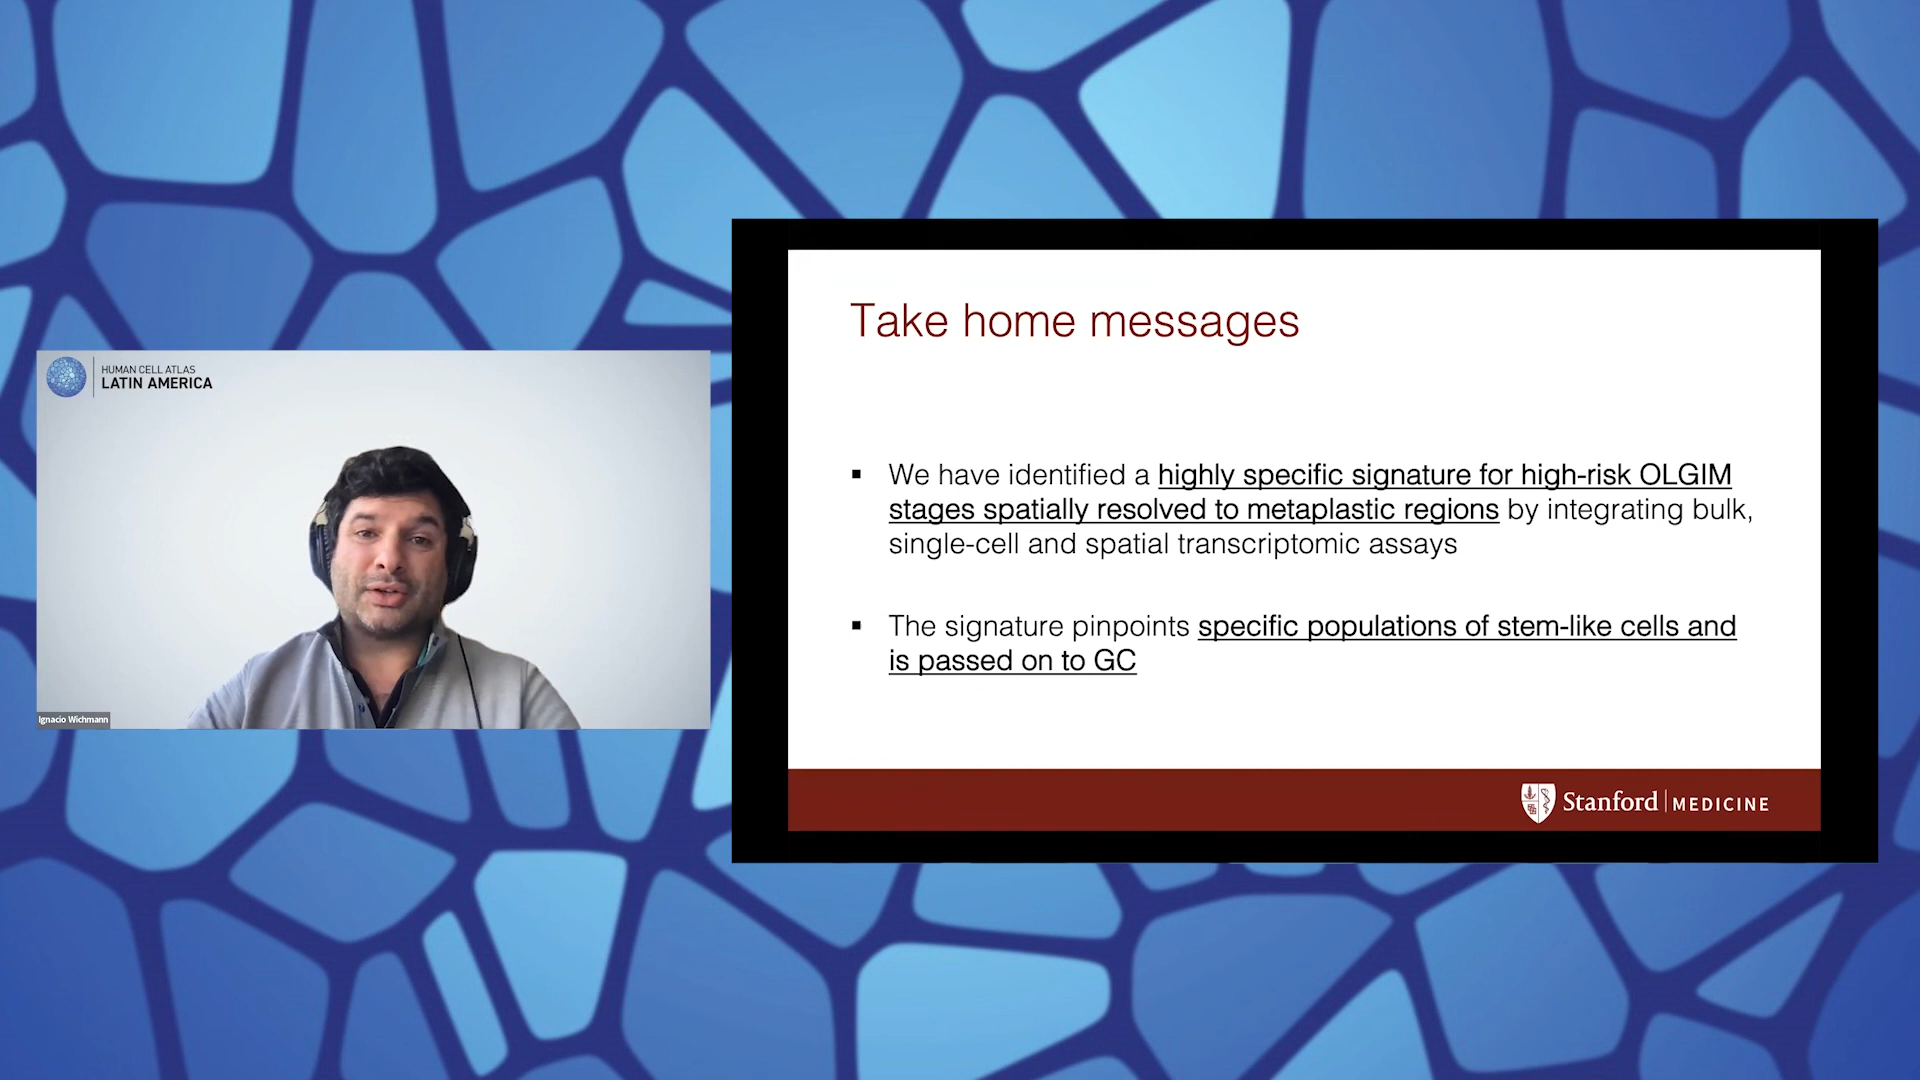 HUMAN CELL ATLAS
LATIN AMERICA
Ignacio Wichmann
Take home messages
▪ We have identified a highly specific signature for high-risk OLGIM
stages spatially resolved to metaplastic regions by integrating bulk,
single-cell and spatial transcriptomic assays
▪ The signature pinpoints specific populations of stem-like cells and
is passed on to GC
Stanford | MEDICINE